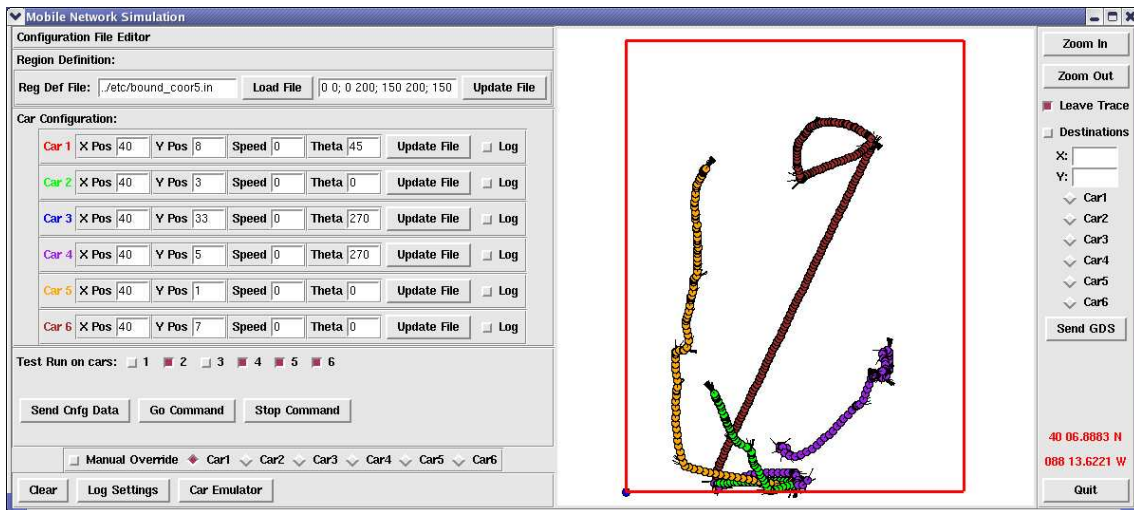 Mobile Network Simulation
Configuration File Editor
Region Definition:
Reg Def File: ../etc/bound_coor5.in Load File 0 0; 0 200; 150 200; 150 Update File
Car Configuration:
Car 1 X Pos 40 Y Pos 8 Speed 0 Theta 45 Update File Log
Car 2 X Pos 40 Y Pos 3 Speed 0 Theta 0 Update File Log
Car 3 X Pos 40 Y Pos 33 Speed 0 Theta 270 Update File Log
Car 4 X Pos 40 Y Pos 5 Speed 0 Theta 270 Update File Log
Car 5 X Pos 40 Y Pos 1 Speed 0 Theta 0 Update File Log
Car 6 X Pos 40 Y Pos 7 Speed 0 Theta 0 Update File Log
Test Run on cars: 1 2 3 4 5 6
Send Cnfg Data Go Command Stop Command
Manual Override Car1 Car2 Car3 Car4 Car5 Car6
Clear Log Settings Car Emulator
Zoom In
Zoom Out
Leave Trace
Destinations
X:
Y:
Car1
Car2
Car3
Car4
Car5
Car6
Send GDS
40 06.8883 N
088 13.6221 W
Quit